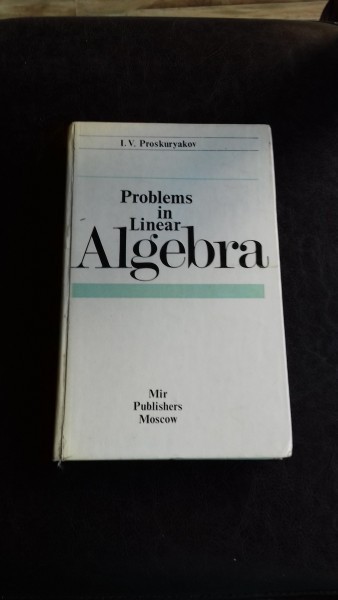 I. V. Proskuryakov
Problems
in
Linear
Algebra
Mir
Publishers
Moscow